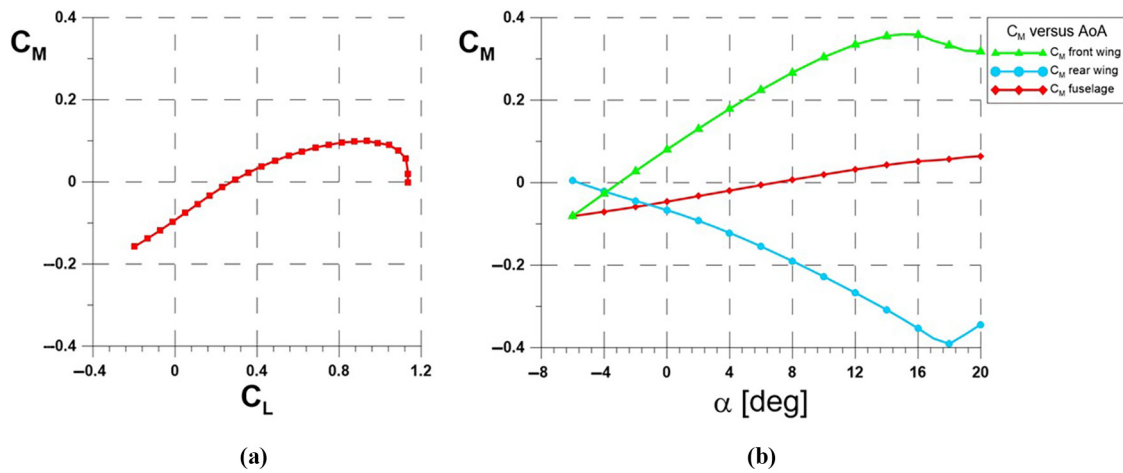 C_M
0.4
0.2
0
–0.2
–0.4
–0.4
0
0.4
0.8
1.2
C_L
(a)
C_M
0.4
0.2
0
–0.2
–0.4
–8
–4
0
4
8
12
16
20
α [deg]
(b)
C_M versus AoA
C_M front wing
C_M rear wing
C_M fuselage